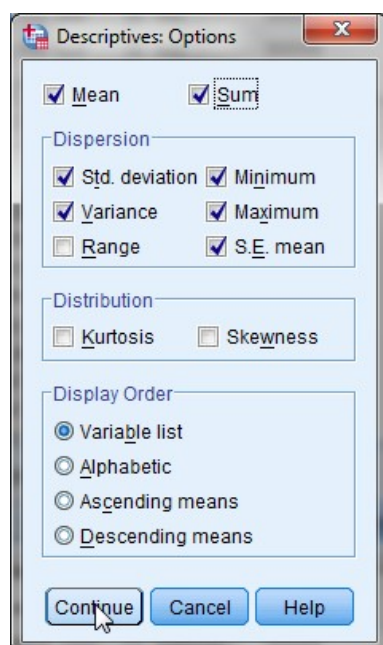 Descriptives: Options
Mean Sum
Dispersion
Std. deviation Minimum
Variance Maximum
Range S.E. mean
Distribution
Kurtosis Skewness
Display Order
Variable list
Alphabetic
Ascending means
Descending means
Continue Cancel Help